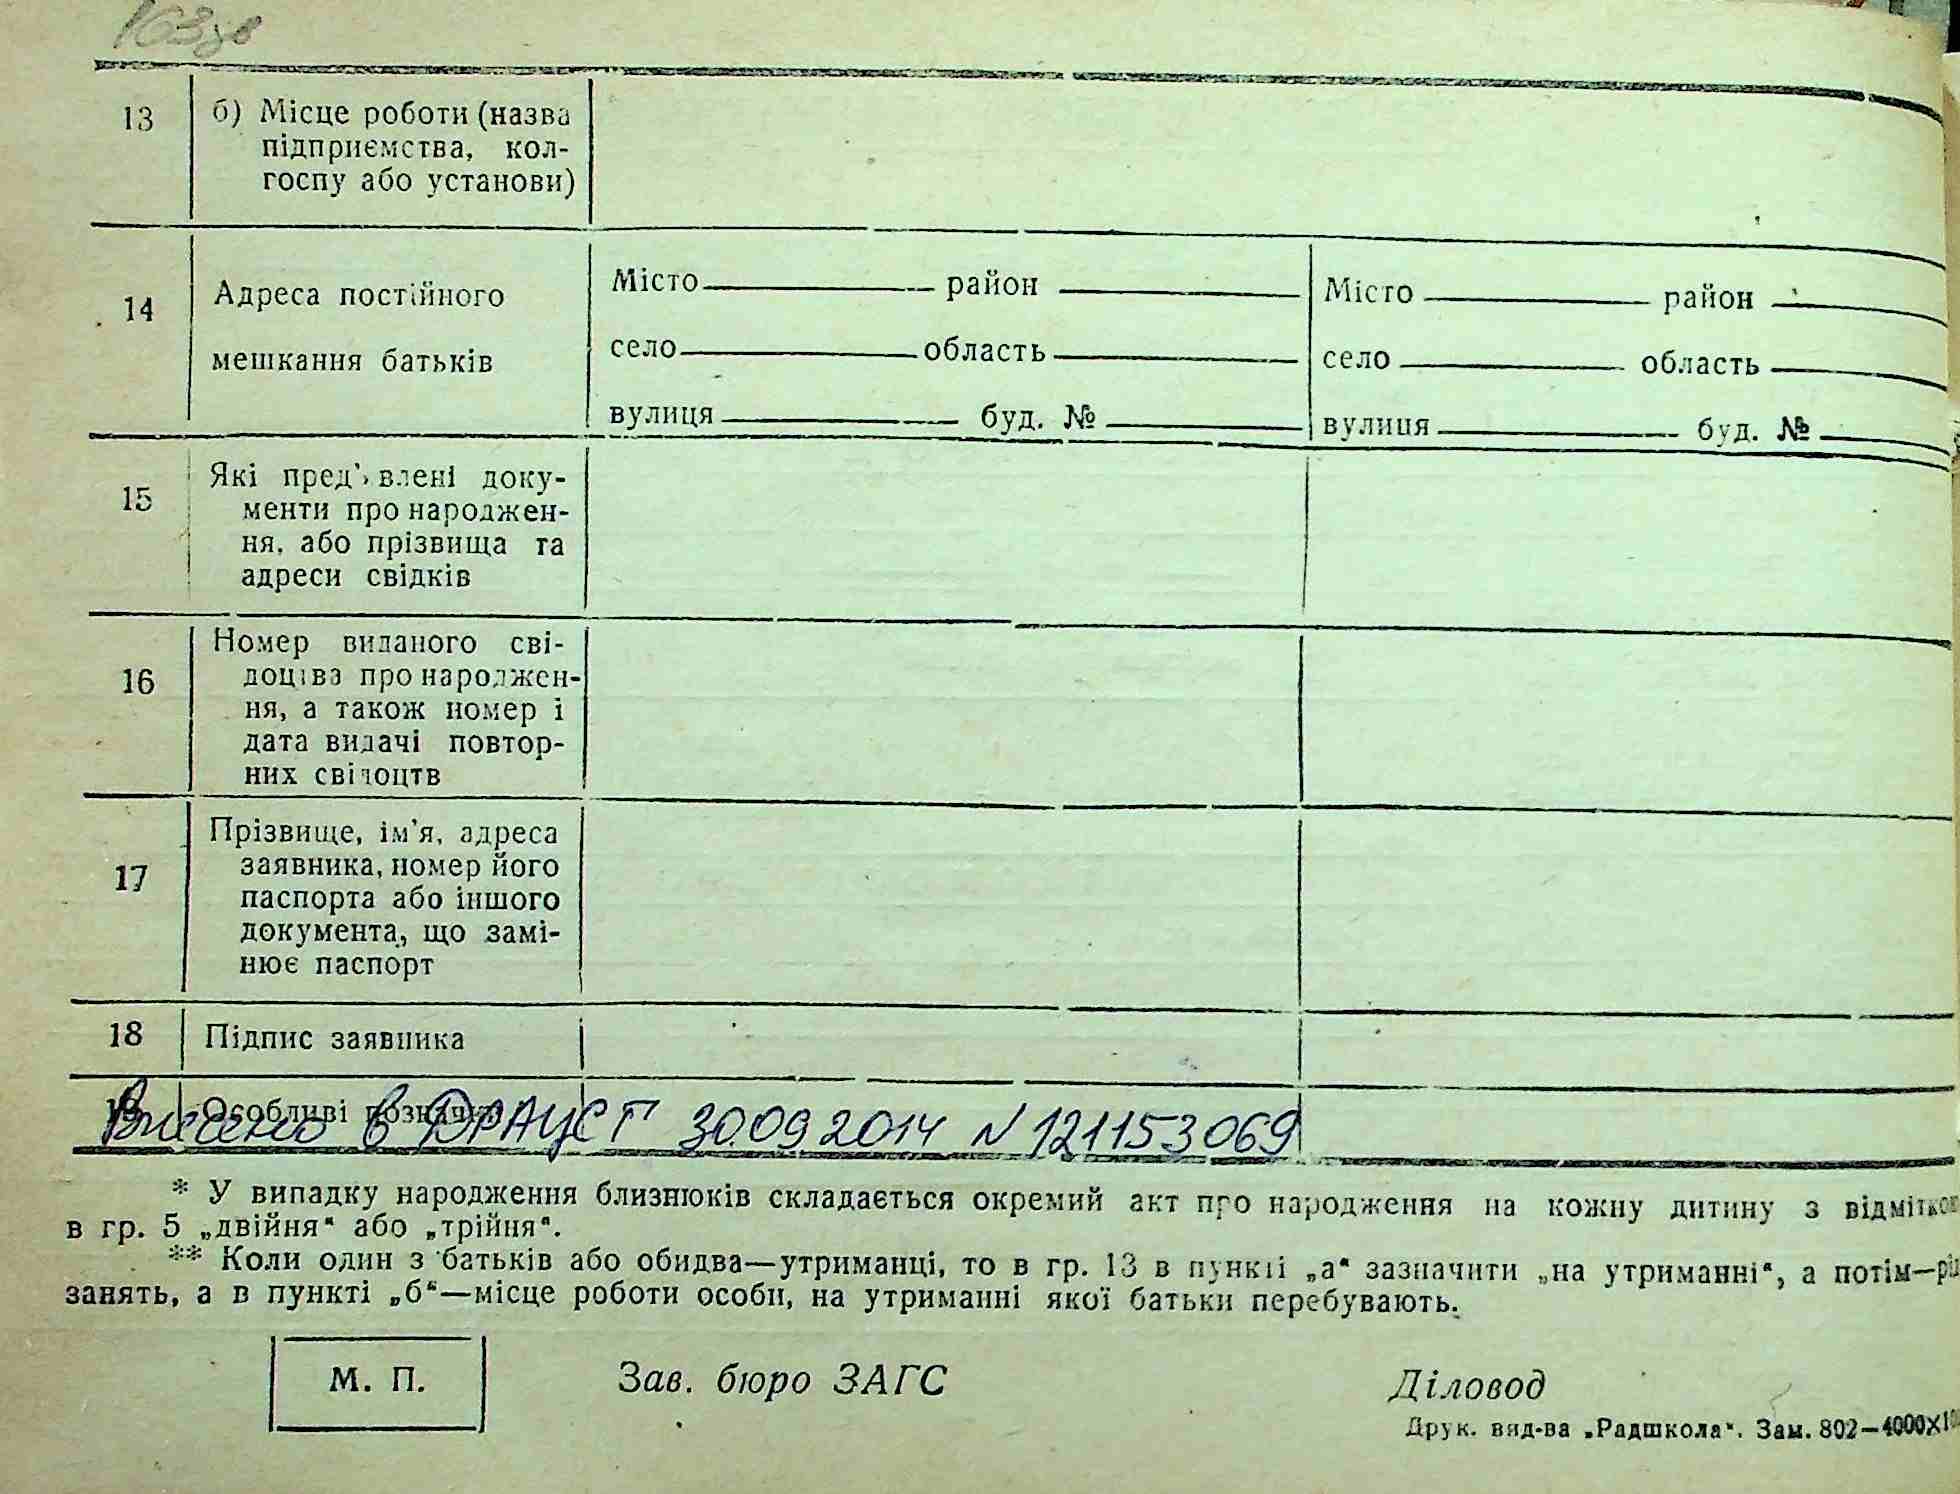 163зв
13
б) Місце роботи (назва
підприємства, кол-
госпу або установи)
14
Адреса постійного
мешкання батьків
Місто район
село область
вулиця буд. №
Місто район
село область
вулиця буд. №
15
Які пред'явлені доку-
менти про народжен-
ня, або прізвища та
адреси свідків
16
Номер виданого сві-
доцтва про народжен-
ня, а також номер і
дата видачі повтор-
них свідоцтв
17
Прізвище, ім'я, адреса
заявника, номер його
паспорта або іншого
документа, що замі-
нює паспорт
18
Підпис заявника
19
Особливі позначки
Внесено в ДРАЦСГ 30.09.2014 N 121153069
* У випадку народження близнюків складається окремий акт про народження на кожну дитину з
в гр. 5 „двійня“ або „трійня“.
** Коли один з батьків або обидва—утриманці, то в гр. 13 в пункті „а“ зазначити „на утриманні“, а потім—
занять, а в пункті „б“—місце роботи особи, на утриманні якої батьки перебувають.
М. П.
Зав. бюро ЗАГС
Діловод
Друк. вид-ва „Радшкола“. Зам. 802—4000×